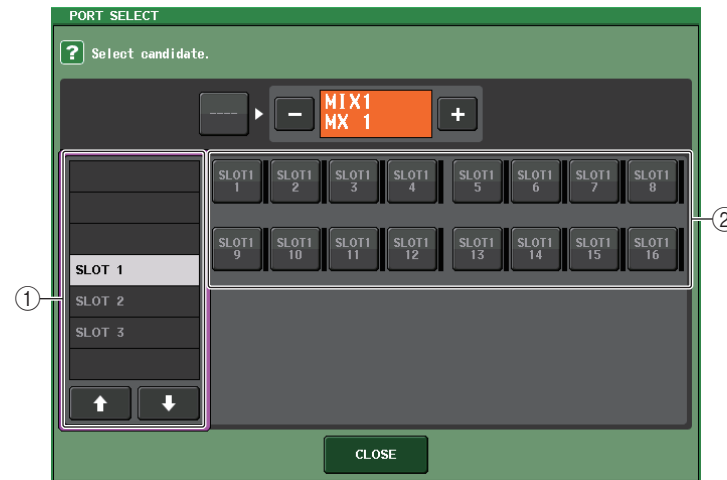 PORT SELECT
? Select candidate.
---- MIX1
– MX 1 +
SLOT1 1 SLOT1 2 SLOT1 3 SLOT1 4 SLOT1 5 SLOT1 6 SLOT1 7 SLOT1 8
SLOT1 9 SLOT1 10 SLOT1 11 SLOT1 12 SLOT1 13 SLOT1 14 SLOT1 15 SLOT1 16
SLOT 1
SLOT 2
SLOT 3
1
2
CLOSE